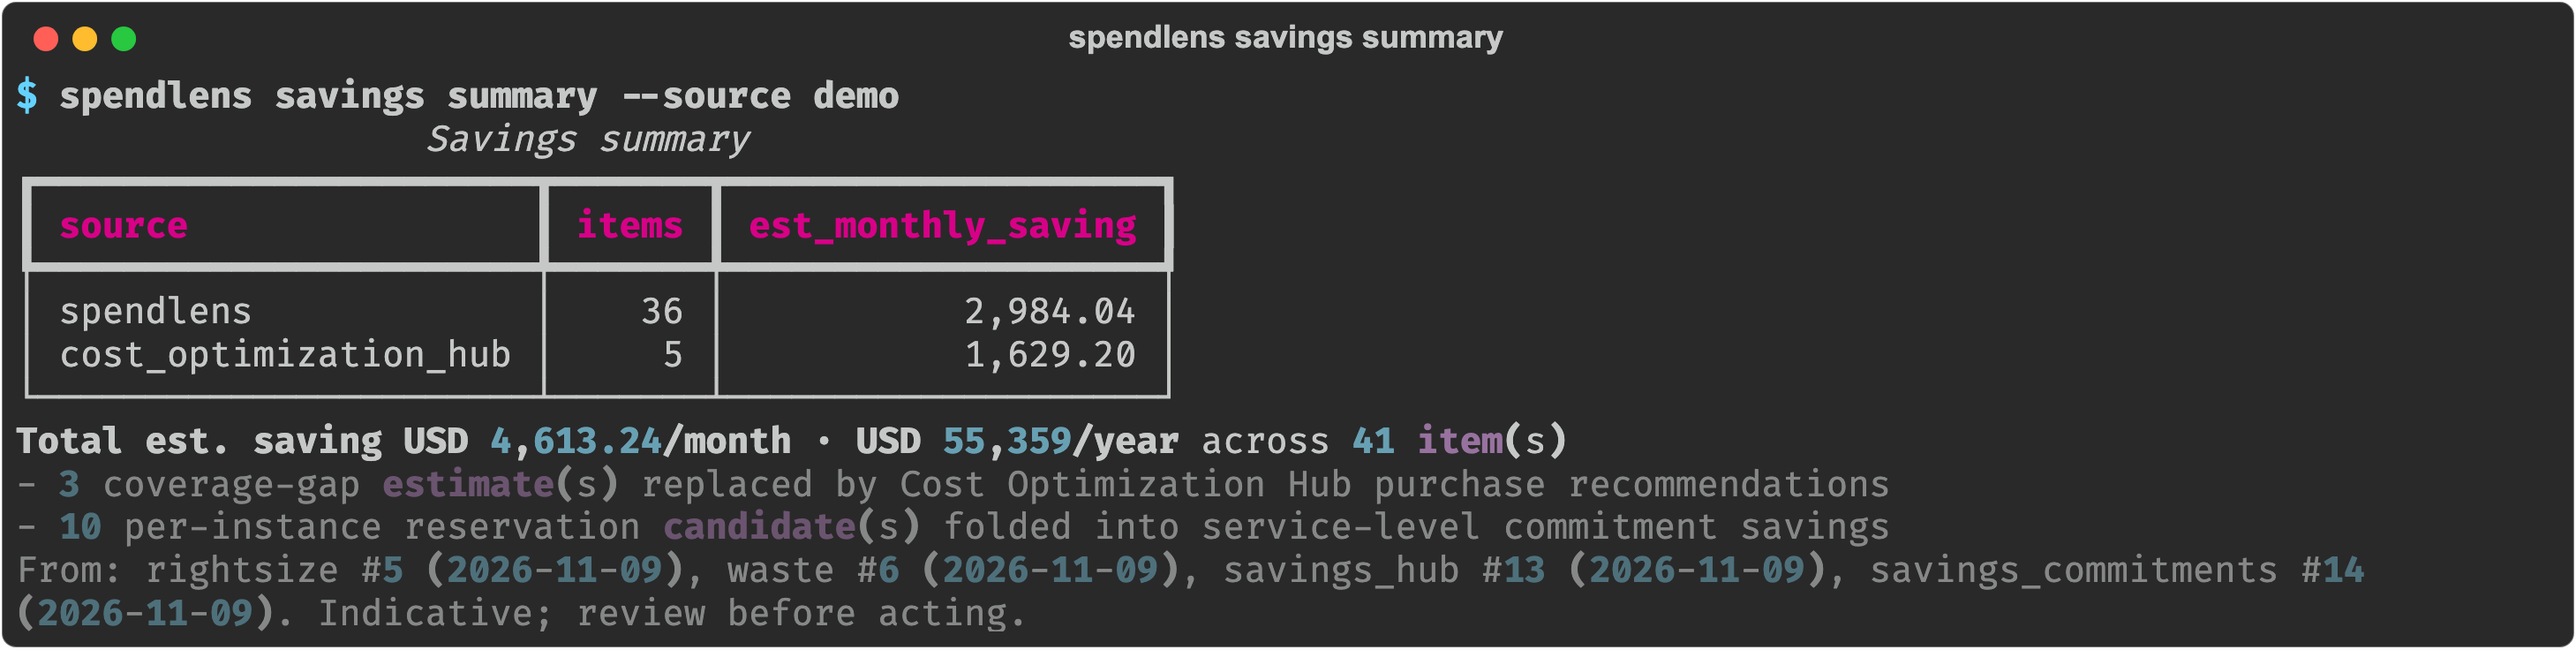 spendlens savings summary
$ spendlens savings summary --source demo
Savings summary
source items est_monthly_saving
spendlens 36 2,984.04
cost_optimization_hub 5 1,629.20
Total est. saving USD 4,613.24/month · USD 55,359/year across 41 item(s)
- 3 coverage-gap estimate(s) replaced by Cost Optimization Hub purchase recommendations
- 10 per-instance reservation candidate(s) folded into service-level commitment savings
From: rightsize #5 (2026-11-09), waste #6 (2026-11-09), savings_hub #13 (2026-11-09), savings_commitments #14
(2026-11-09). Indicative; review before acting.